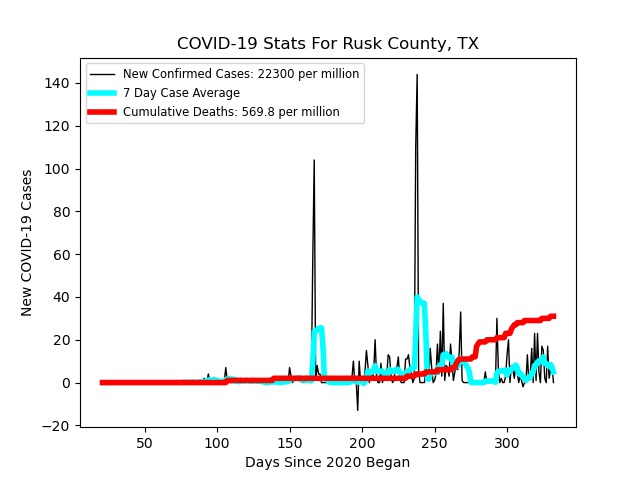 COVID-19 Stats For Rusk County, TX
New Confirmed Cases: 22300 per million
7 Day Case Average
Cumulative Deaths: 569.8 per million
New COVID-19 Cases
140
120
100
80
60
40
20
0
−20
50 100 150 200 250 300
Days Since 2020 Began